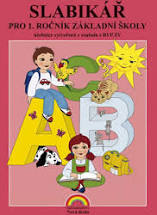 SLABIKÁŘ
PRO 1. ROČNÍK ZÁKLADNÍ ŠKOLY
C
A B
Nová škola